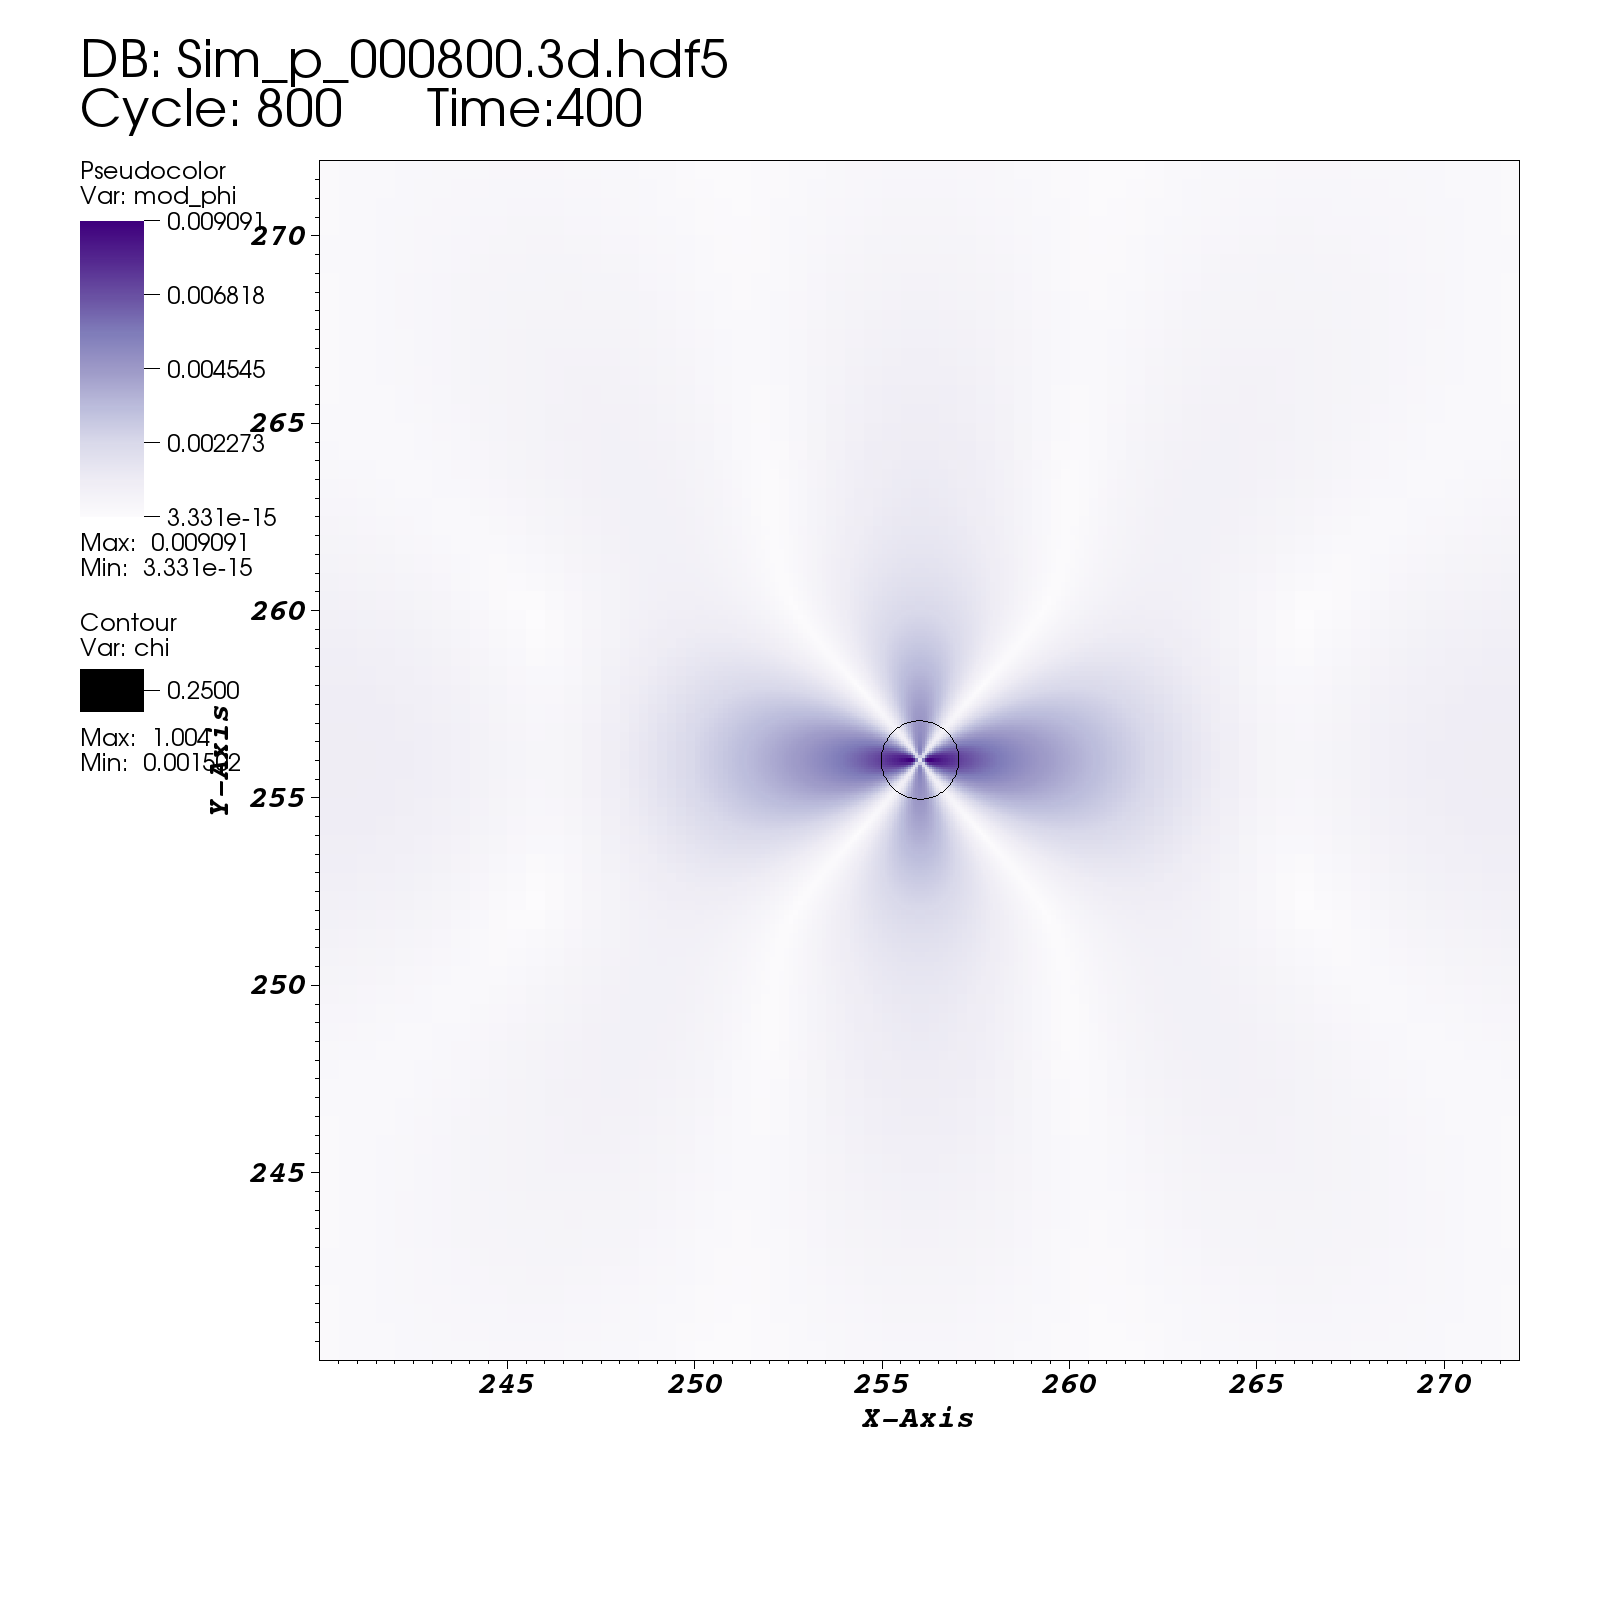 DB: Sim_p_000800.3d.hdf5
Cycle: 800 Time:400
Pseudocolor
Var: mod_phi
0.009091
0.006818
0.004545
0.002273
3.331e-15
Max: 0.009091
Min: 3.331e-15
Contour
Var: chi
0.2500
Max: 1.004
Min:
Y-Axis
270
265
260
255
250
245
245 250 255 260 265 270
X-Axis